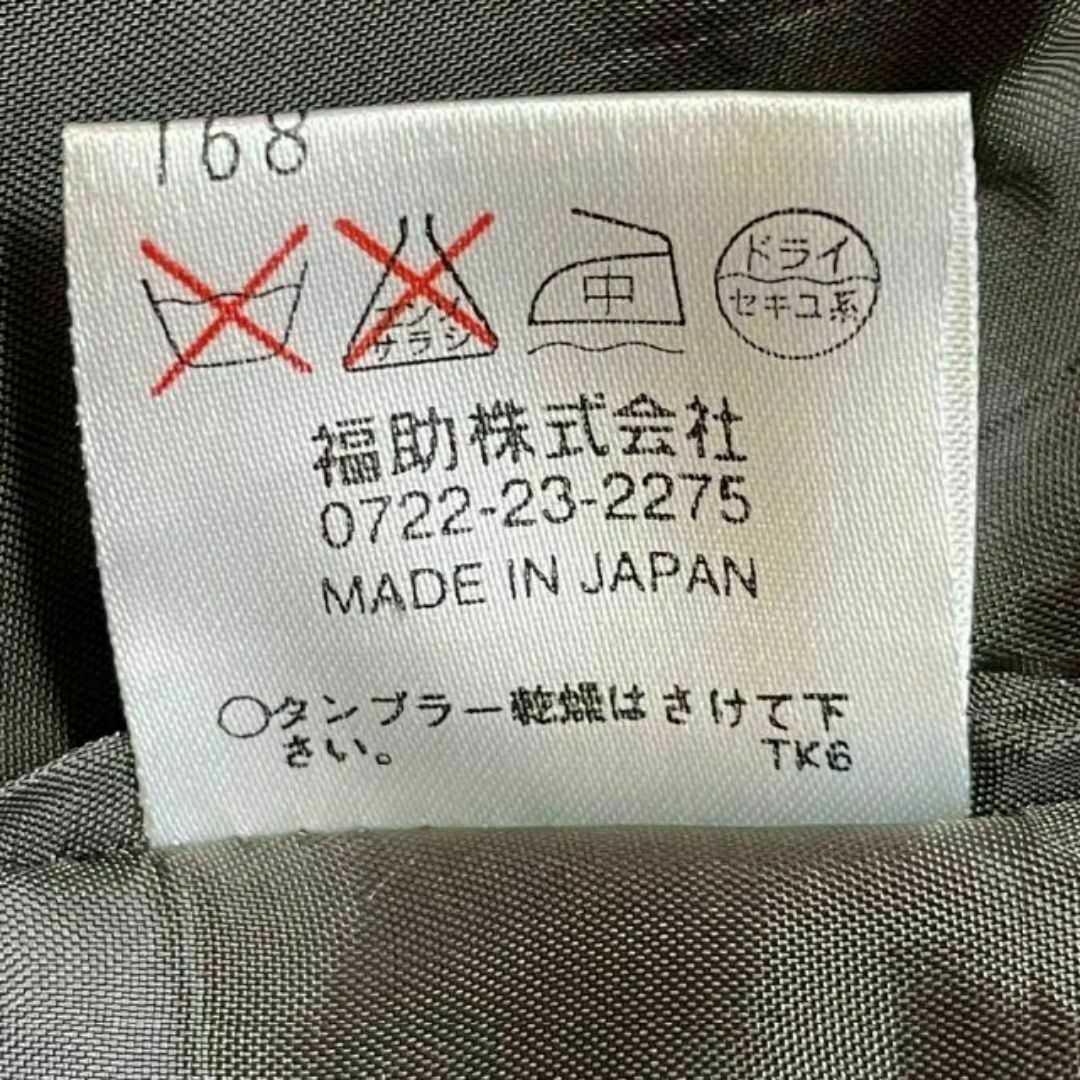 168
エンソ
サラシ
中
ドライ
セキユ系
福助株式会社
0722-23-2275
MADE IN JAPAN
○タンブラー乾燥はさけて下
さい。
TK6